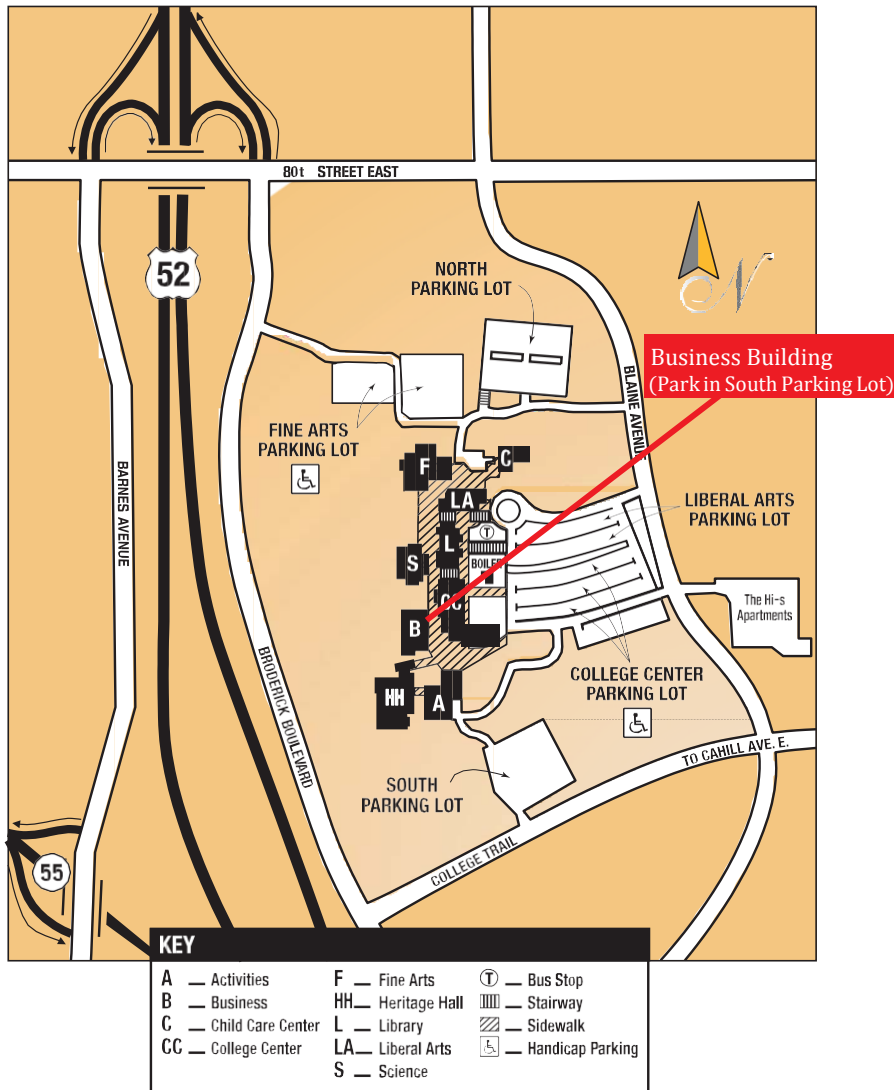 80t STREET EAST
52
NORTH
PARKING LOT
N
Business Building
(Park in South Parking Lot)
BLAINE AVENUE
FINE ARTS
PARKING LOT
BARNES AVENUE
F
C
LA
LIBERAL ARTS
PARKING LOT
T
L
S
BOILER
CC
The Hi-s
Apartments
B
BRODERICK BOULEVARD
COLLEGE CENTER
PARKING LOT
HH
A
TO CAHILL AVE. E.
SOUTH
PARKING LOT
COLLEGE TRAIL
55
KEY
A — Activities
B — Business
C — Child Care Center
CC — College Center
F — Fine Arts
HH — Heritage Hall
L — Library
LA — Liberal Arts
S — Science
T — Bus Stop
— Stairway
— Sidewalk
— Handicap Parking